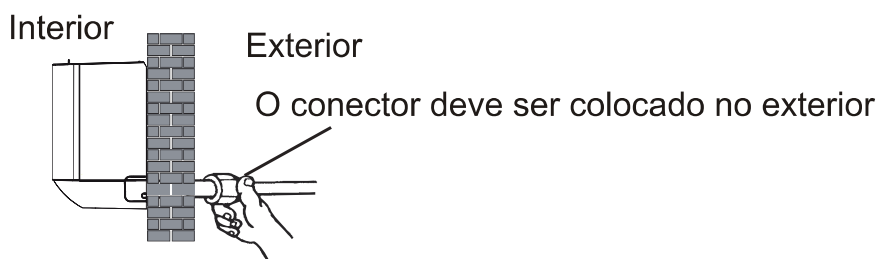 Interior
Exterior
O conector deve ser colocado no exterior